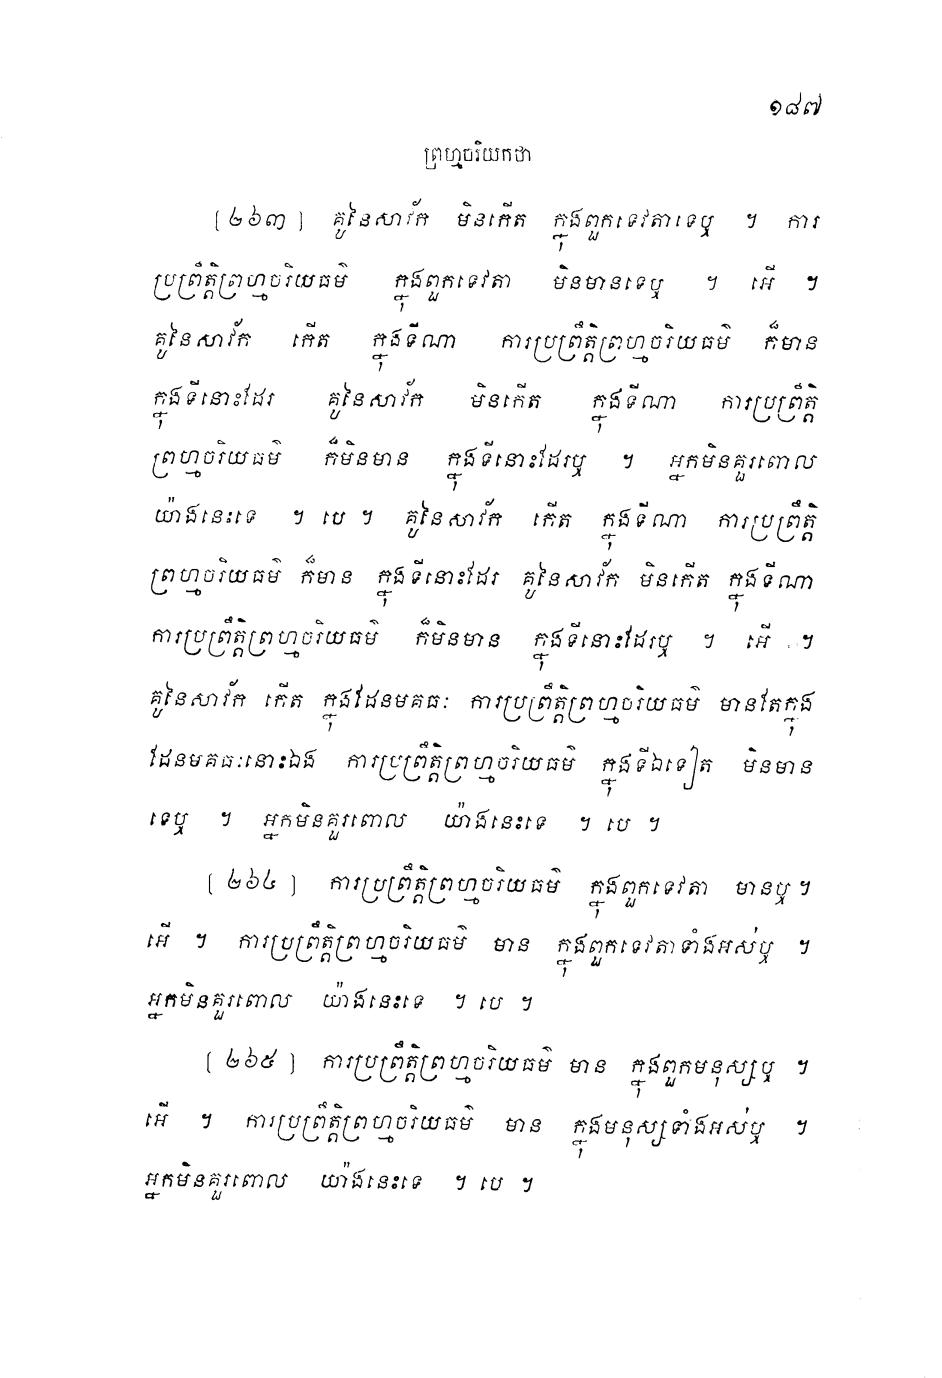 ១៨៧
ព្រហ្មចរិយកថា
[២៦៣] គូនៃសាវ័ក មិនកើត ក្នុងពួកទេវតាទេឬ ។ ការ
ប្រព្រឹត្តិព្រហ្មចរិយធម៌ ក្នុងពួកទេវតា មិនមានទេឬ ។ អើ ។
គូនៃសាវ័ក កើត ក្នុងទីណា ការប្រព្រឹត្តិព្រហ្មចរិយធម៌ ក៏មាន
ក្នុងទីនោះដែរ គូនៃសាវ័ក មិនកើត ក្នុងទីណា ការប្រព្រឹត្តិ
ព្រហ្មចរិយធម៌ ក៏មិនមាន ក្នុងទីនោះដែរឬ ។ អ្នកមិនគួរពោល
យ៉ាងនេះទេ ។ បេ ។ គូនៃសាវ័ក កើត ក្នុងទីណា ការប្រព្រឹត្តិ
ព្រហ្មចរិយធម៌ ក៏មាន ក្នុងទីនោះដែរ គូនៃសាវ័ក មិនកើត ក្នុងទីណា
ការប្រព្រឹត្តិព្រហ្មចរិយធម៌ ក៏មិនមាន ក្នុងទីនោះដែរឬ ។ អើ ។
គូនៃសាវ័ក កើត ក្នុងដែនមគធៈ ការប្រព្រឹត្តិព្រហ្មចរិយធម៌ មានតែក្នុង
ដែនមគធៈនោះឯង ការប្រព្រឹត្តិព្រហ្មចរិយធម៌ ក្នុងទីឯទៀត មិនមាន
ទេឬ ។ អ្នកមិនគួរពោល យ៉ាងនេះទេ ។ បេ ។
[២៦៤] ការប្រព្រឹត្តិព្រហ្មចរិយធម៌ ក្នុងពួកទេវតា មានឬ ។
អើ ។ ការប្រព្រឹត្តិព្រហ្មចរិយធម៌ មាន ក្នុងពួកទេវតាទាំងអស់ឬ ។
អ្នកមិនគួរពោល យ៉ាងនេះទេ ។ បេ ។
[២៦៥] ការប្រព្រឹត្តិព្រហ្មចរិយធម៌ មាន ក្នុងពួកមនុស្សឬ ។
អើ ។ ការប្រព្រឹត្តិព្រហ្មចរិយធម៌ មាន ក្នុងមនុស្សទាំងអស់ឬ ។
អ្នកមិនគួរពោល យ៉ាងនេះទេ ។ បេ ។